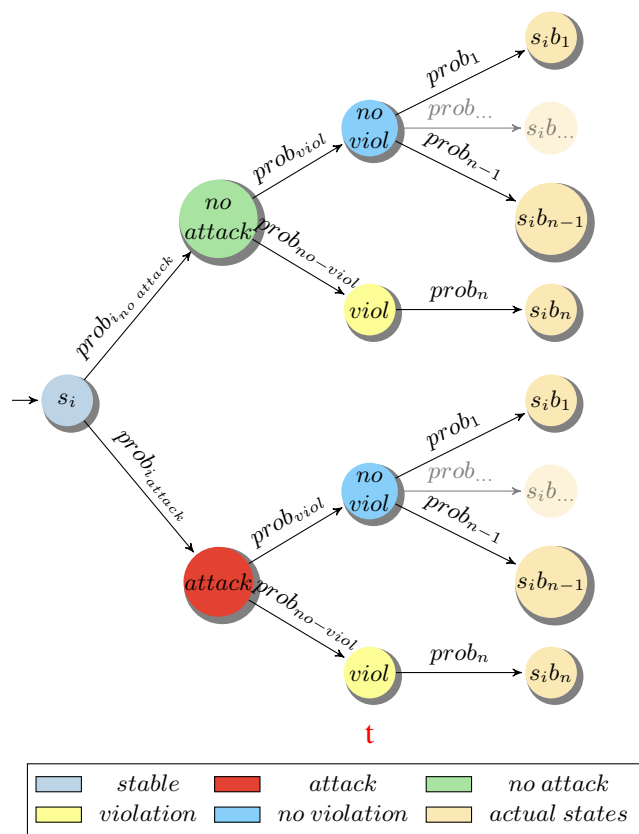 s_i
prob_{i_{no attack}}
prob_{i_{attack}}
no
attack
prob_{viol}
prob_{no-viol}
no
viol
prob_1
prob_{...}
prob_{n-1}
s_i b_1
s_i b_{...}
s_i b_{n-1}
viol
prob_n
s_i b_n
attack
prob_{viol}
prob_{no-viol}
no
viol
prob_1
prob_{...}
prob_{n-1}
s_i b_1
s_i b_{...}
s_i b_{n-1}
viol
prob_n
s_i b_n
t
stable attack no attack
violation no violation actual states